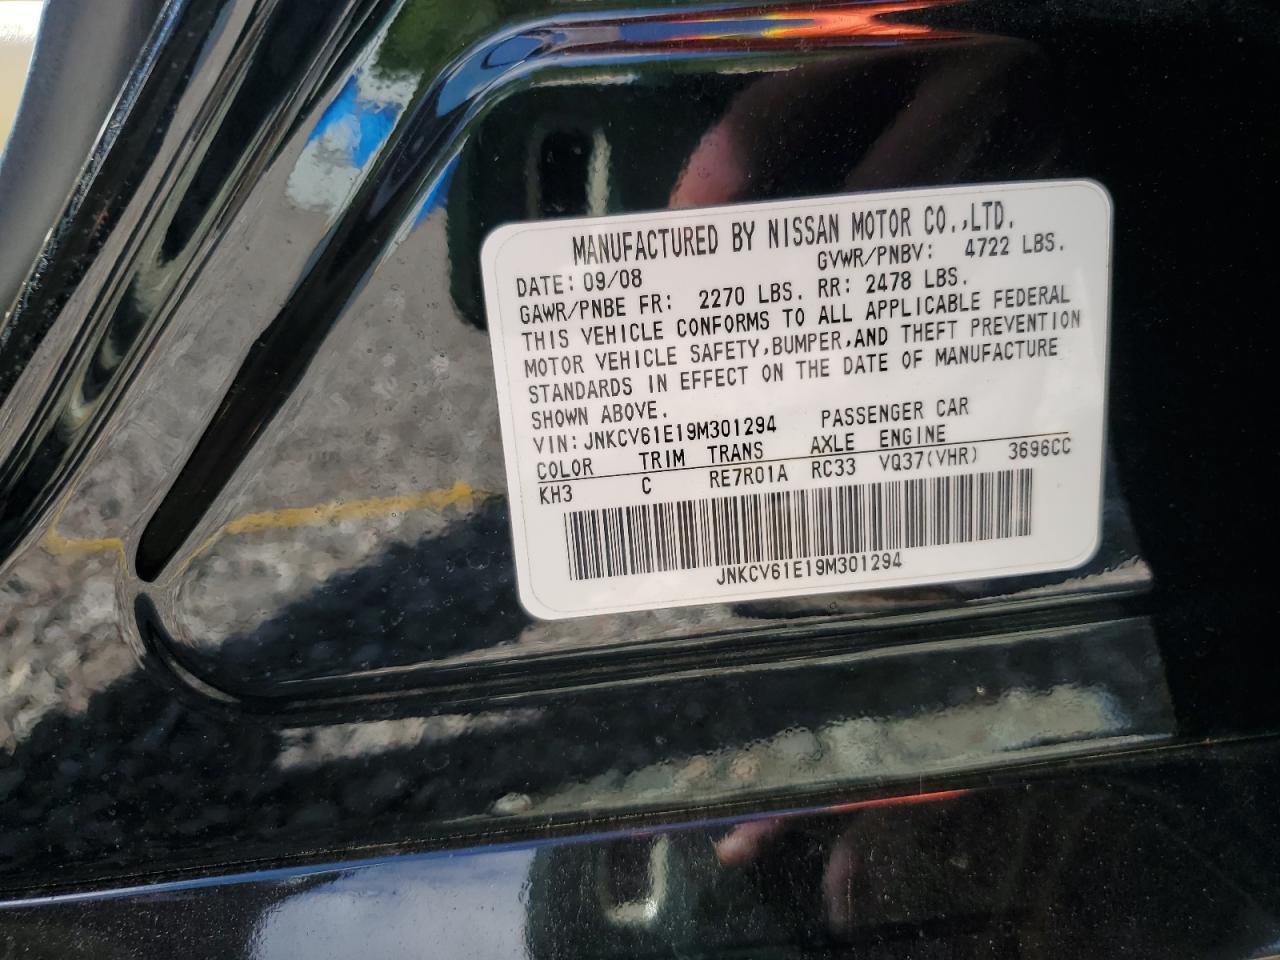 MANUFACTURED BY NISSAN MOTOR CO.,LTD.
DATE: 09/08 GVWR/PNBV: 4722 LBS.
GAWR/PNBE FR: 2270 LBS. RR: 2478 LBS.
THIS VEHICLE CONFORMS TO ALL APPLICABLE FEDERAL
MOTOR VEHICLE SAFETY,BUMPER,AND THEFT PREVENTION
STANDARDS IN EFFECT ON THE DATE OF MANUFACTURE
SHOWN ABOVE.
VIN: JNKCV61E19M301294 PASSENGER CAR
COLOR TRIM TRANS AXLE ENGINE
KH3 C RE7R01A RC33 VQ37(VHR) 3696CC
JNKCV61E19M301294